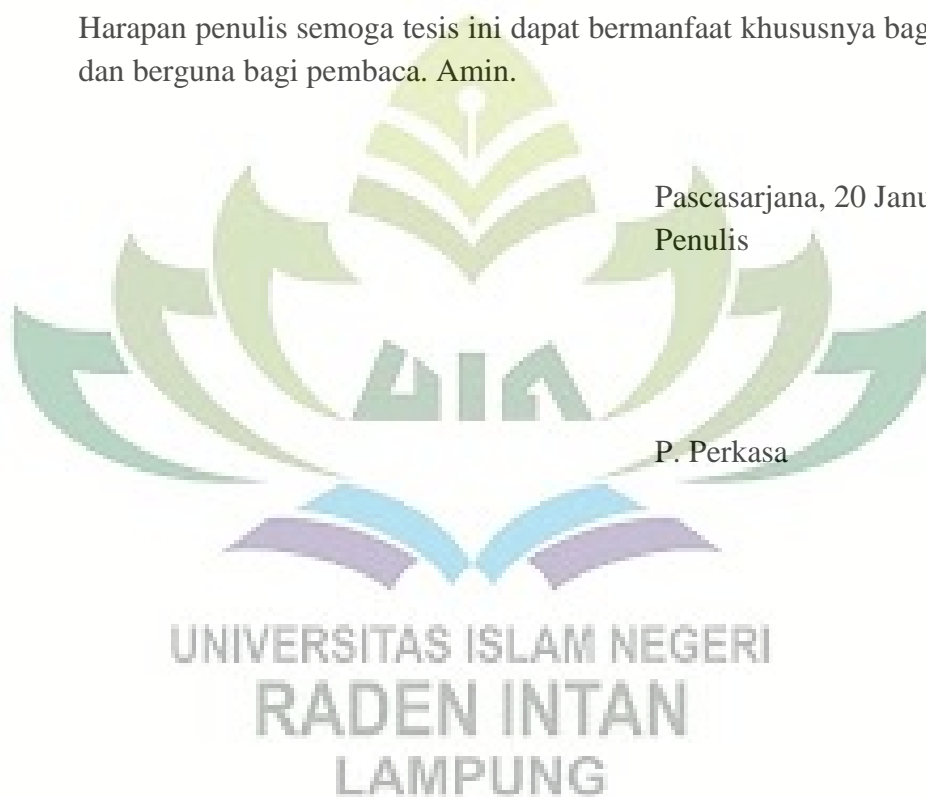 Harapan penulis semoga tesis ini dapat bermanfaat khususnya bag
dan berguna bagi pembaca. Amin.
Pascasarjana, 20 Janu
Penulis
UIN
P. Perkasa
UNIVERSITAS ISLAM NEGERI
RADEN INTAN
LAMPUNG